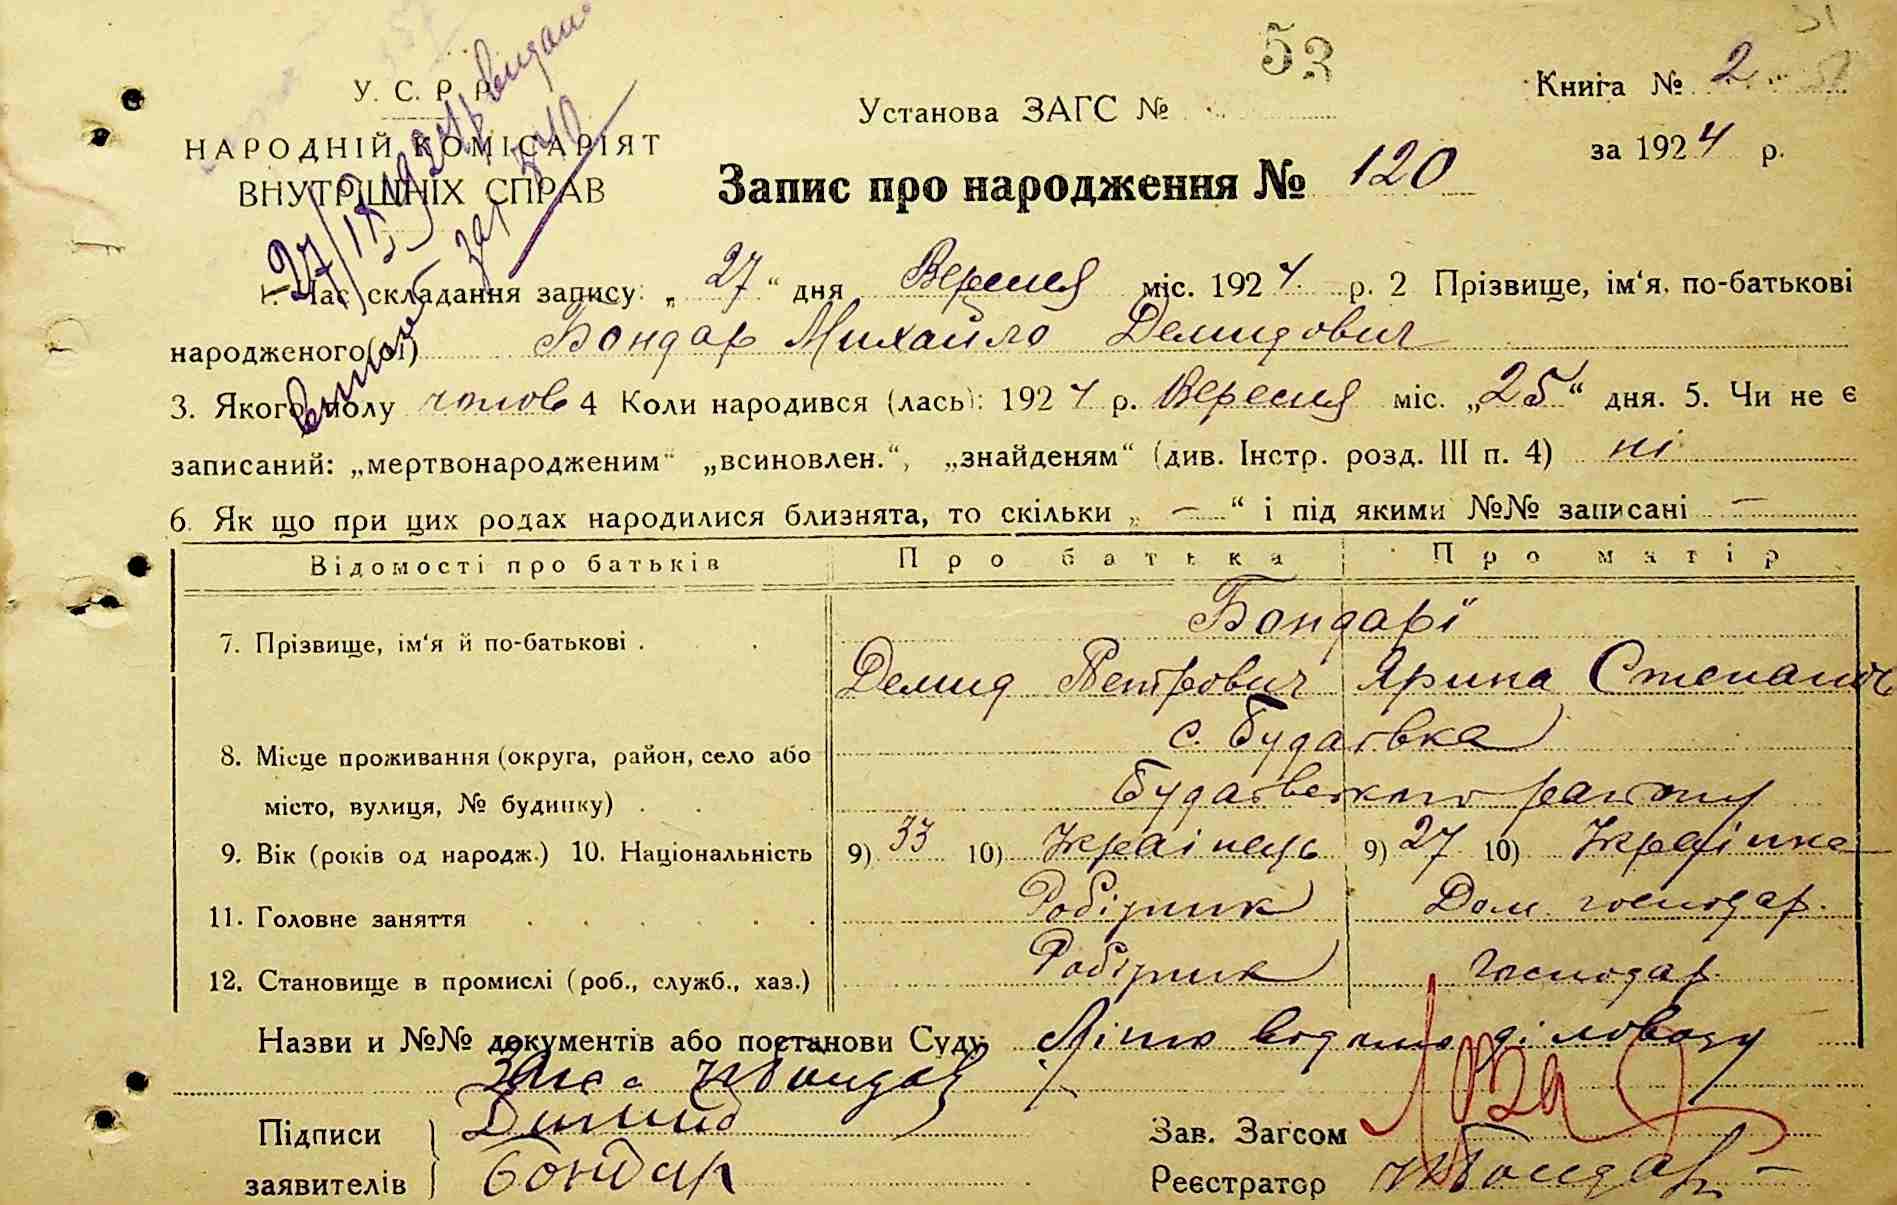 53
У. С. Р. Р.
НАРОДНІЙ КОМІСАРІЯТ
ВНУТРІШНІХ СПРАВ
Установа ЗАГС №
Книга № 2
за 1924 р.
Запис про народження № 120
1. Час складання запису: „27“ дня Вересня міс. 1924 р. 2 Прізвище, ім'я, по-батькові
народженого(ої) Бондар Михайло Демидович
3. Якого полу чолов 4 Коли народився (лась): 1924 р. Вересня міс. „25“ дня. 5. Чи не є
записаний: „мертвонародженим“ „всиновлен.“, „знайденям“ (див. Інстр. розд. III п. 4) ні
6. Як що при цих родах народилися близнята, то скільки „ — “ і під якими №№ записані —
Відомості про батьків Про батька Про матір
7. Прізвище, ім'я й по-батькові . Бондарі
Демид Петрович Ярина Степанів
8. Місце проживання (округа, район, село або с. Будаївка
місто, вулиця, № будинку) . Будаївського району
9. Вік (років од народж.) 10. Національність 9) 33 10) Українець 9) 27 10) Українка
11. Головне заняття Робітник Дом. господар.
12. Становище в промислі (роб., служб., хаз.) Робітник Господар.
Назви и №№ документів або постанови Суду діловоду
Підписи Демид
заявителів Бондар
Зав. Загсом
Реєстратор Бондар